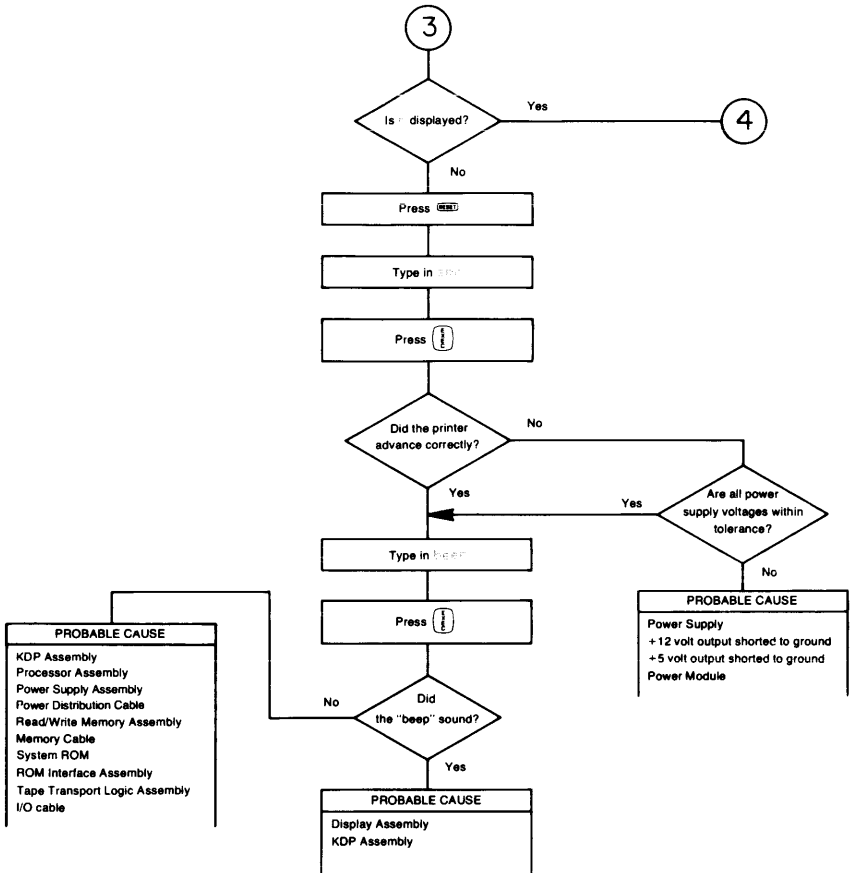 3
Is displayed?
Yes
4
No
Press RESET
Type in
Press
Did the printer
advance correctly?
No
Yes
Are all power
supply voltages within
tolerance?
Yes
No
Type in beep
Press
PROBABLE CAUSE
Power Supply
+12 volt output shorted to ground
+5 volt output shorted to ground
Power Module
PROBABLE CAUSE
KDP Assembly
Processor Assembly
Power Supply Assembly
Power Distribution Cable
Read/Write Memory Assembly
Memory Cable
System ROM
ROM Interface Assembly
Tape Transport Logic Assembly
I/O cable
No
Did
the "beep" sound?
Yes
PROBABLE CAUSE
Display Assembly
KDP Assembly